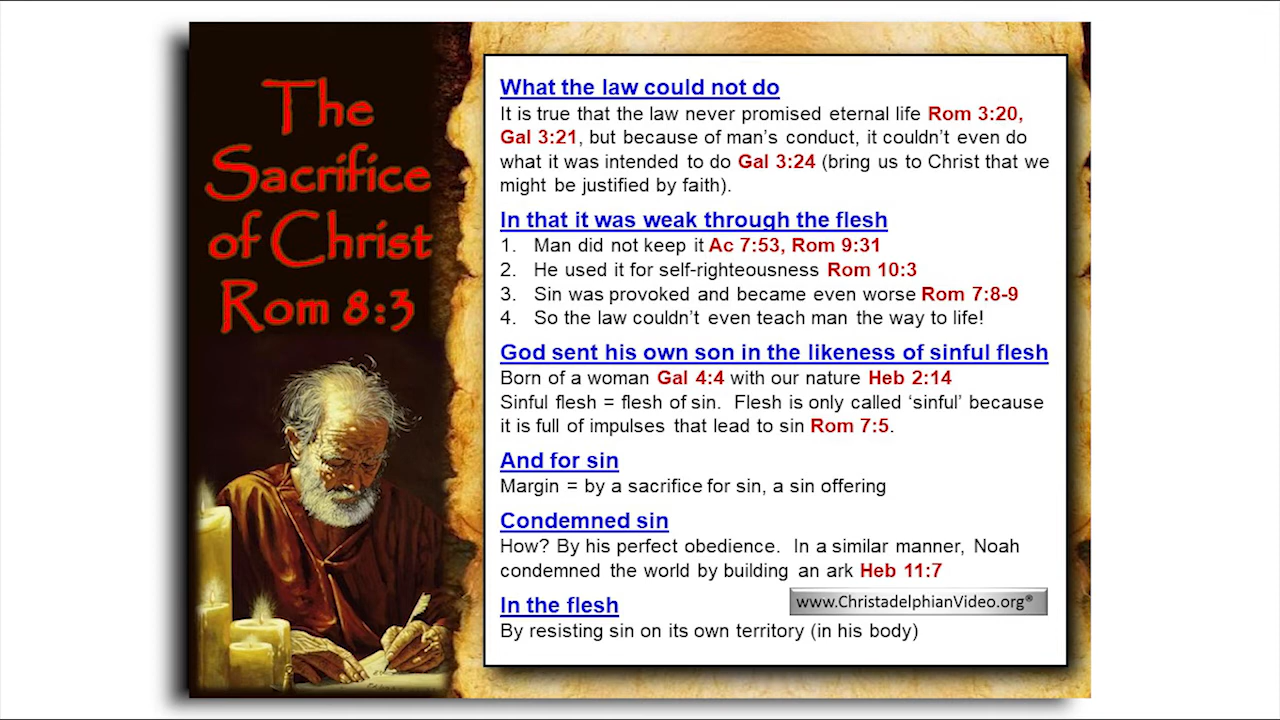 The
Sacrifice
of Christ
Rom 8:3
What the law could not do
It is true that the law never promised eternal life Rom 3:20,
Gal 3:21, but because of man's conduct, it couldn't even do
what it was intended to do Gal 3:24 (bring us to Christ that we
might be justified by faith).
In that it was weak through the flesh
1. Man did not keep it Ac 7:53, Rom 9:31
2. He used it for self-righteousness Rom 10:3
3. Sin was provoked and became even worse Rom 7:8-9
4. So the law couldn't even teach man the way to life!
God sent his own son in the likeness of sinful flesh
Born of a woman Gal 4:4 with our nature Heb 2:14
Sinful flesh = flesh of sin. Flesh is only called 'sinful' because
it is full of impulses that lead to sin Rom 7:5.
And for sin
Margin = by a sacrifice for sin, a sin offering
Condemned sin
How? By his perfect obedience. In a similar manner, Noah
condemned the world by building an ark Heb 11:7
In the flesh
www.ChristadelphianVideo.org®
By resisting sin on its own territory (in his body)